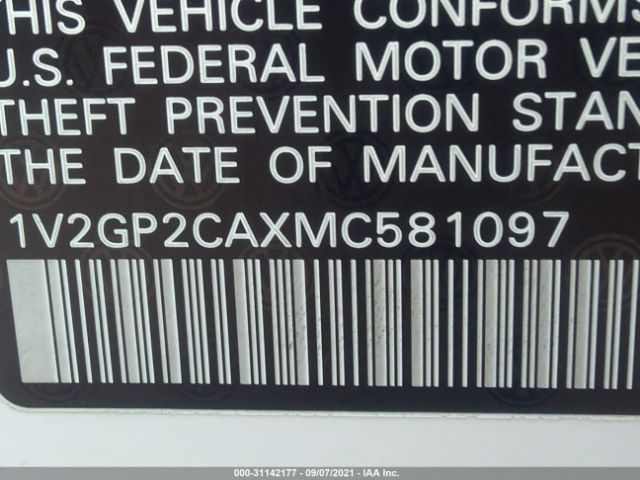 THIS VEHICLE CONFORMS
U.S. FEDERAL MOTOR VE
THEFT PREVENTION STAN
THE DATE OF MANUFACT
1V2GP2CAXMC581097
000-31142177 - 09/07/2021 - IAA Inc.